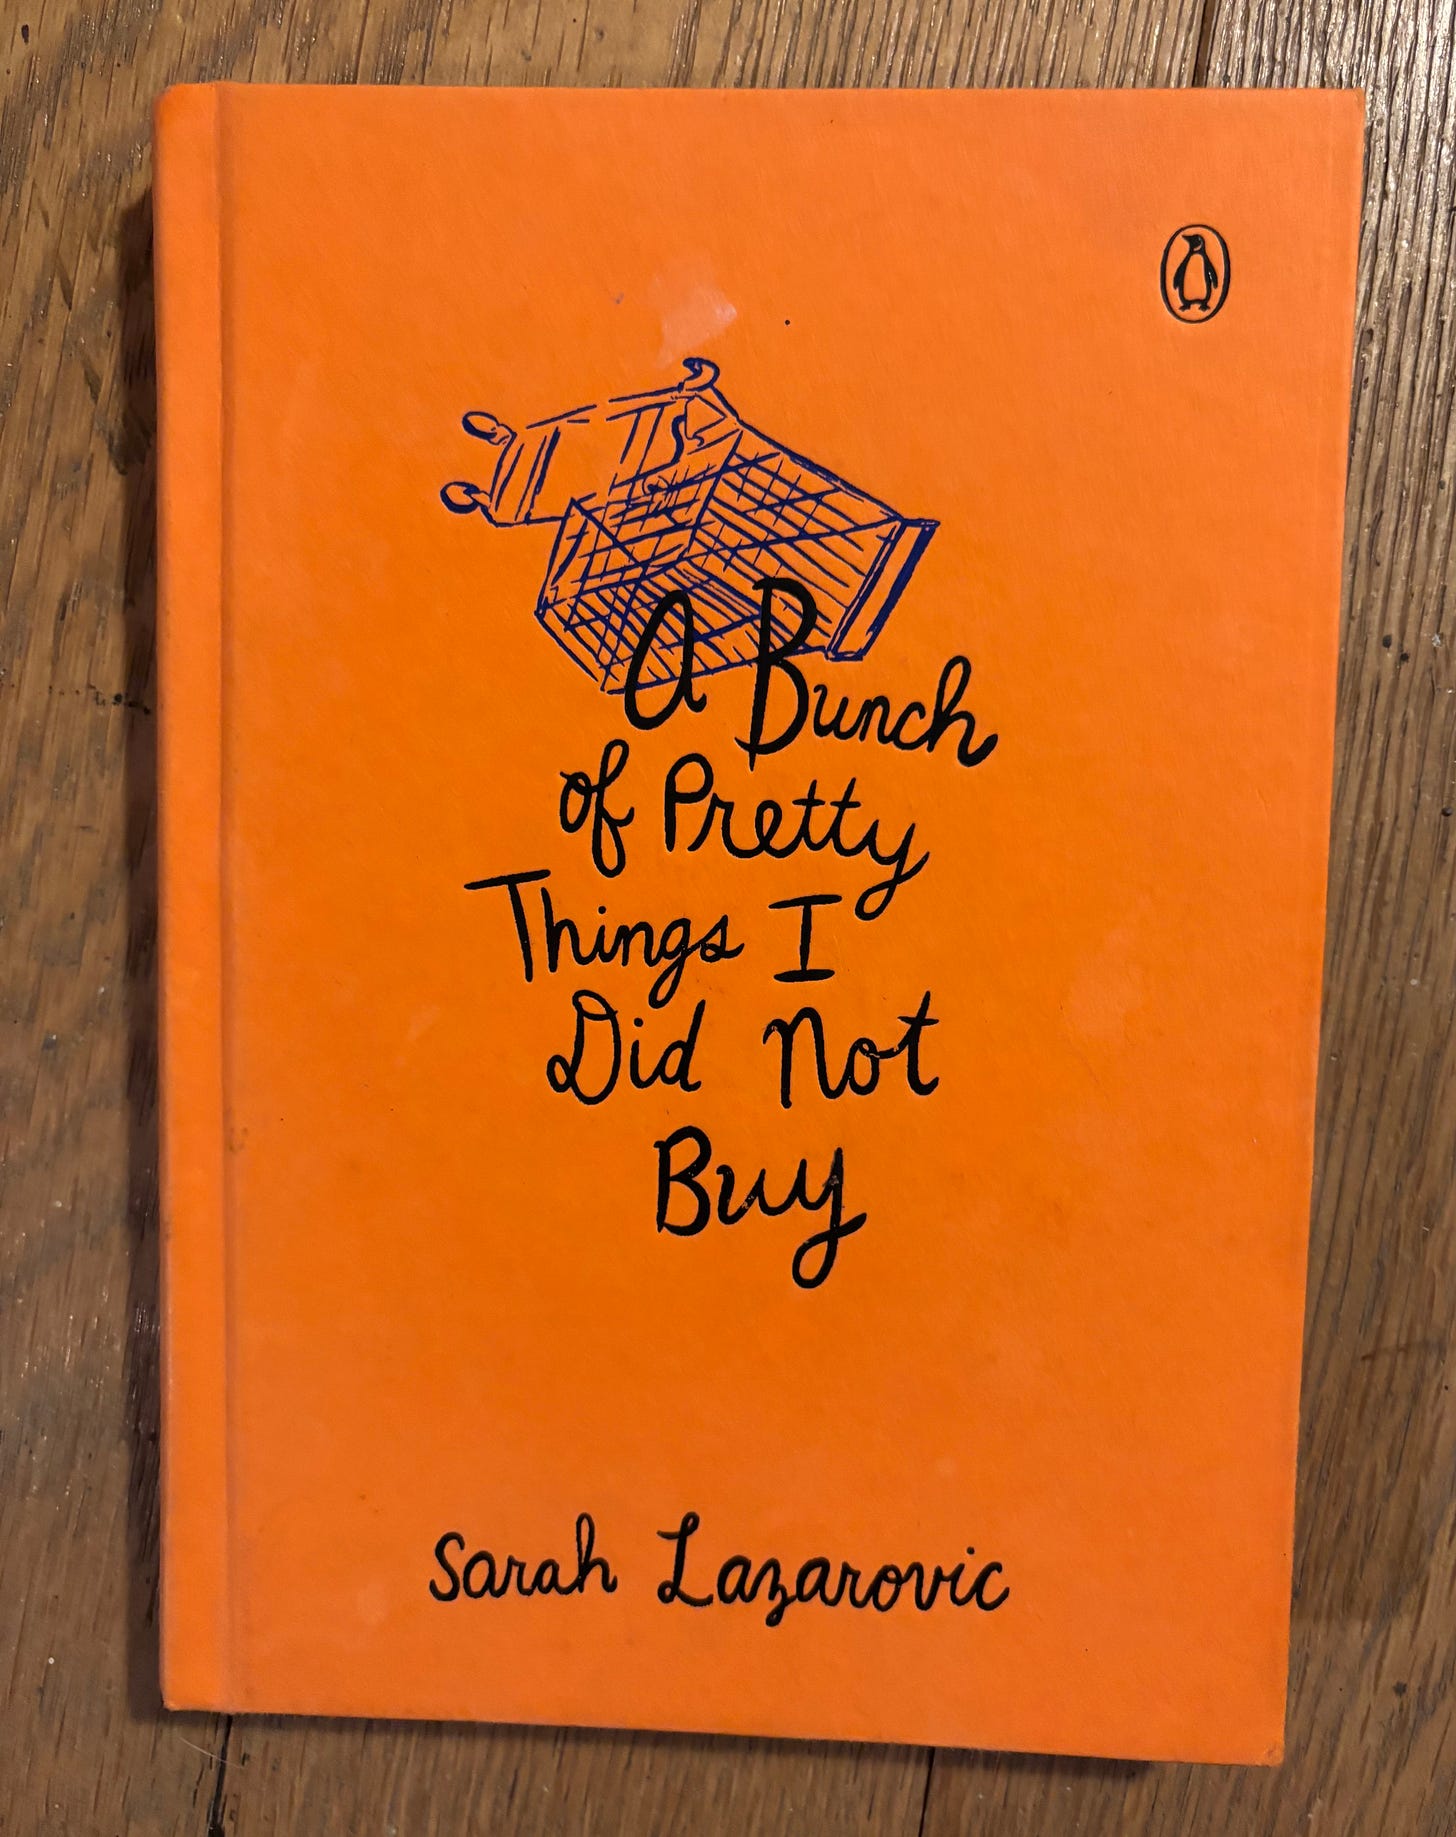 A Bunch
of Pretty
Things I
Did Not
Buy
Sarah Lazarovic